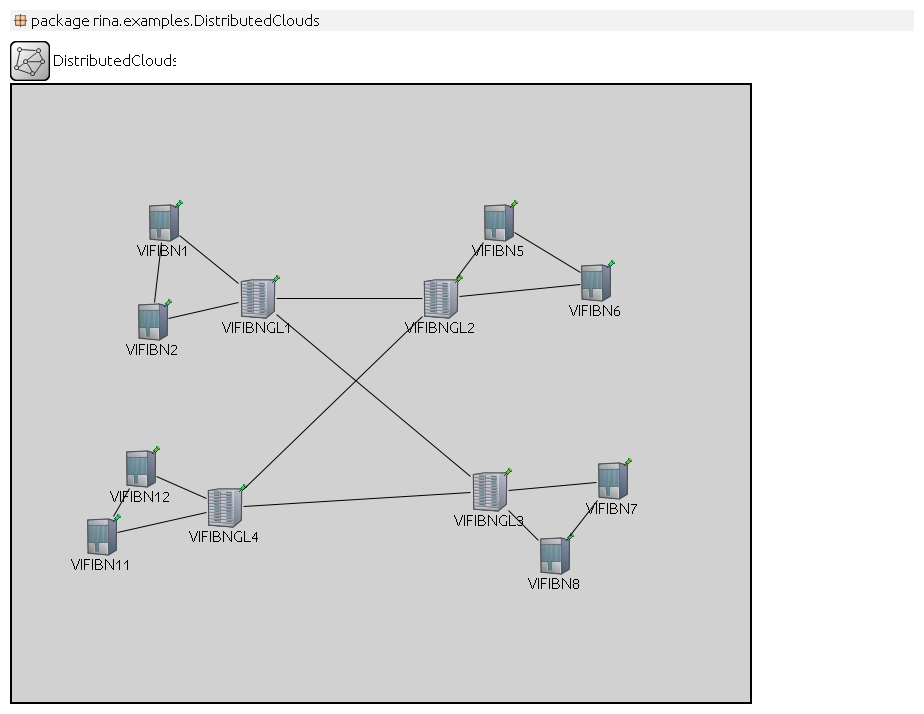 package rina.examples.DistributedClouds
DistributedClouds
VIFIBN1
VIFIBN5
VIFIBN6
VIFIBNGL1
VIFIBNGL2
VIFIBN2
VIFIBN12
VIFIBN7
VIFIBNGL3
VIFIBNGL4
VIFIBN11
VIFIBN8